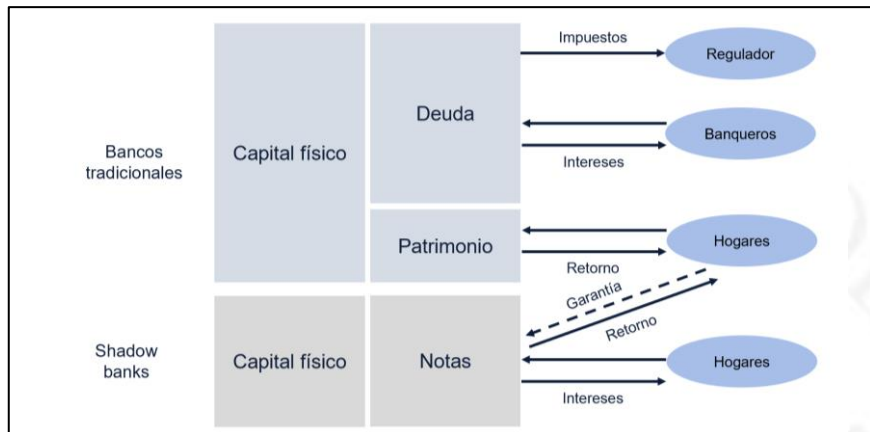 Impuestos
Regulador
Deuda
Banqueros
Bancos
tradicionales
Capital físico
Intereses
Patrimonio
Hogares
Retorno
Garantía
Retorno
Shadow
banks
Capital físico
Notas
Hogares
Intereses